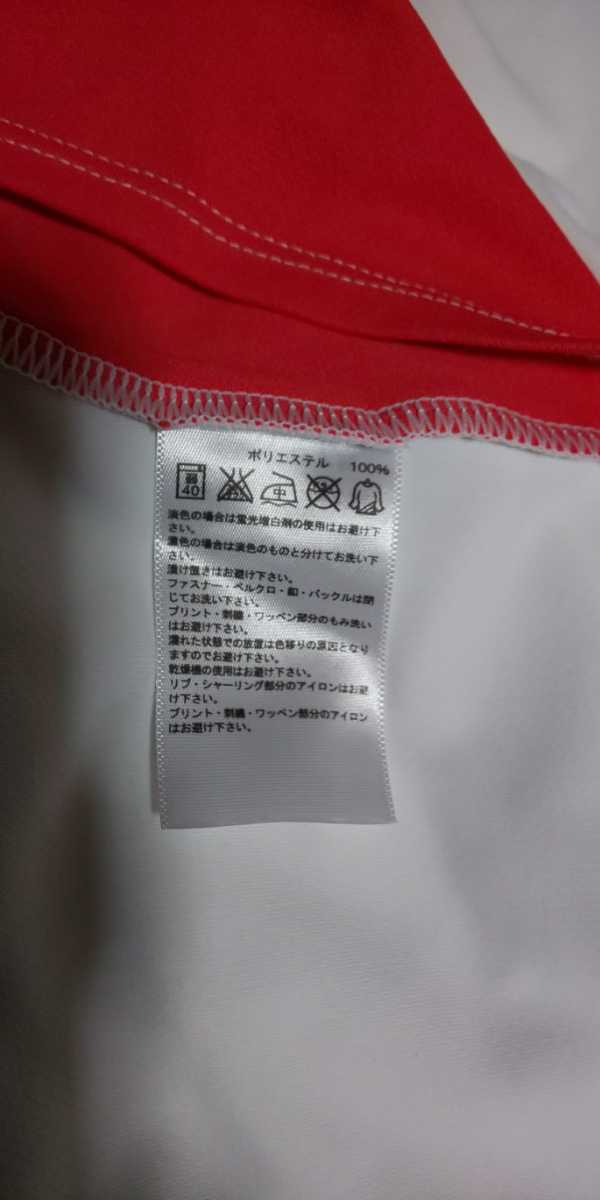 ポリエステル 100%
弱
40
エンソサラシ
中
淡色の場合は蛍光増白剤の使用はお避け下
さい。
濃色の場合は淡色のものと分けてお洗い下
さい。
漬け置きはお避け下さい。
ファスナー・ベルクロ・釦・バックルは閉
じてお洗い下さい。
プリント・刺繍・ワッペン部分のもみ洗い
はお避け下さい。
濡れた状態での放置は色移りの原因となり
ますのでお避け下さい。
乾燥機の使用はお避け下さい。
リブ・シャーリング部分のアイロンはお避
け下さい。
プリント・刺繍・ワッペン部分のアイロン
はお避け下さい。